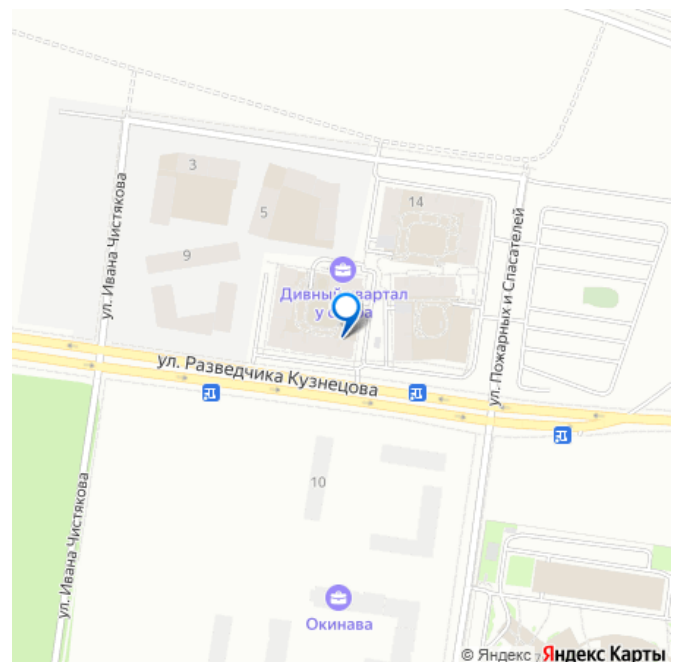 3
14
5
ул. Ивана Чистякова
9
Дивный квартал
у
ул. Пожарных и Спасателей
ул. Разведчика Кузнецова
10
ул. Ивана Чистякова
Окинава
© Яндекс Яндекс Карты